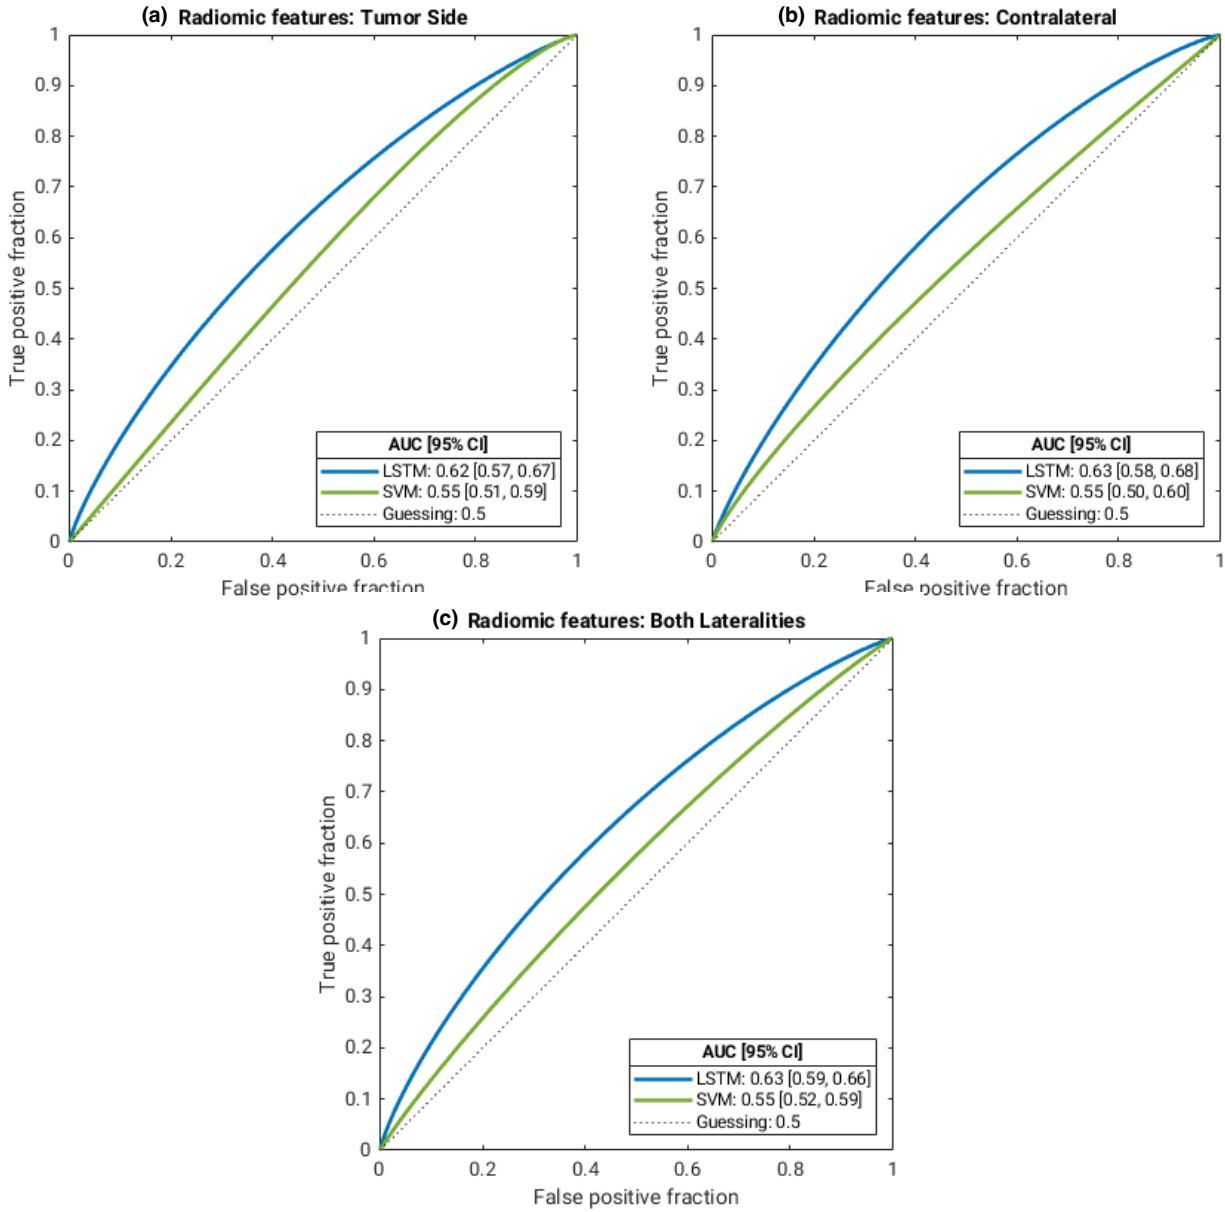 (a) Radiomic features: Tumor Side
1
0.9
0.8
0.7
0.6
0.5
0.4
0.3
0.2
0.1
0
True positive fraction
AUC [95% CI]
LSTM: 0.62 [0.57, 0.67]
SVM: 0.55 [0.51, 0.59]
Guessing: 0.5
0 0.2 0.4 0.6 0.8 1
False positive fraction
(b) Radiomic features: Contralateral
1
0.9
0.8
0.7
0.6
0.5
0.4
0.3
0.2
0.1
0
True positive fraction
AUC [95% CI]
LSTM: 0.63 [0.58, 0.68]
SVM: 0.55 [0.50, 0.60]
Guessing: 0.5
0 0.2 0.4 0.6 0.8 1
False positive fraction
(c) Radiomic features: Both Lateralities
1
0.9
0.8
0.7
0.6
0.5
0.4
0.3
0.2
0.1
0
True positive fraction
AUC [95% CI]
LSTM: 0.63 [0.59, 0.66]
SVM: 0.55 [0.52, 0.59]
Guessing: 0.5
0 0.2 0.4 0.6 0.8 1
False positive fraction